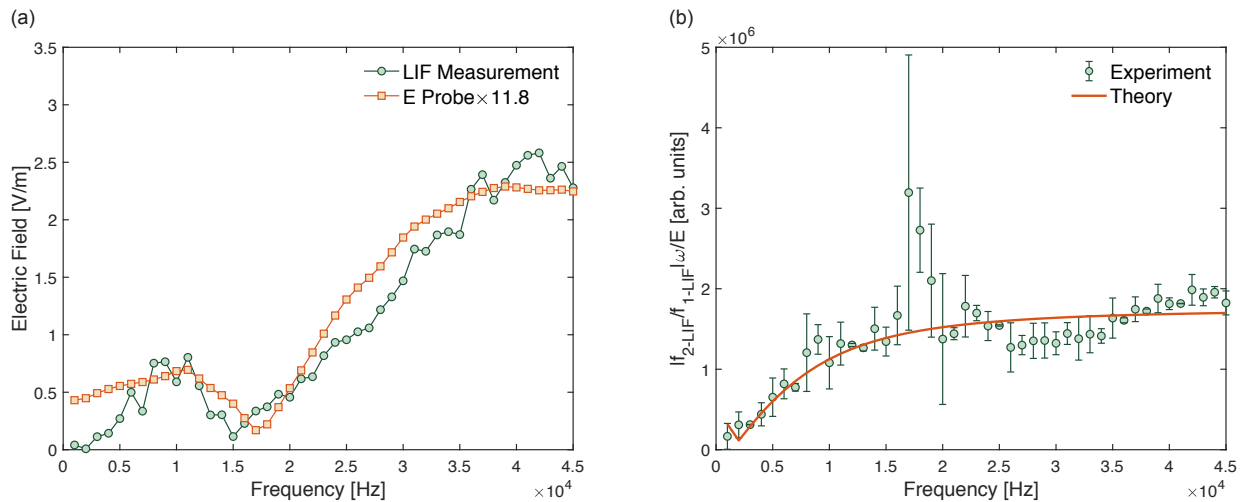 (a)
3.5
3
2.5
2
1.5
1
0.5
0
Electric Field [V/m]
LIF Measurement
E Probe×11.8
0 0.5 1 1.5 2 2.5 3 3.5 4 4.5
Frequency [Hz]
×10⁴
(b)
×10⁶
5
4
3
2
1
0
|f₂₋LIF/f₁₋LIF|ω/E [arb. units]
Experiment
Theory
0 0.5 1 1.5 2 2.5 3 3.5 4 4.5
Frequency [Hz]
×10⁴